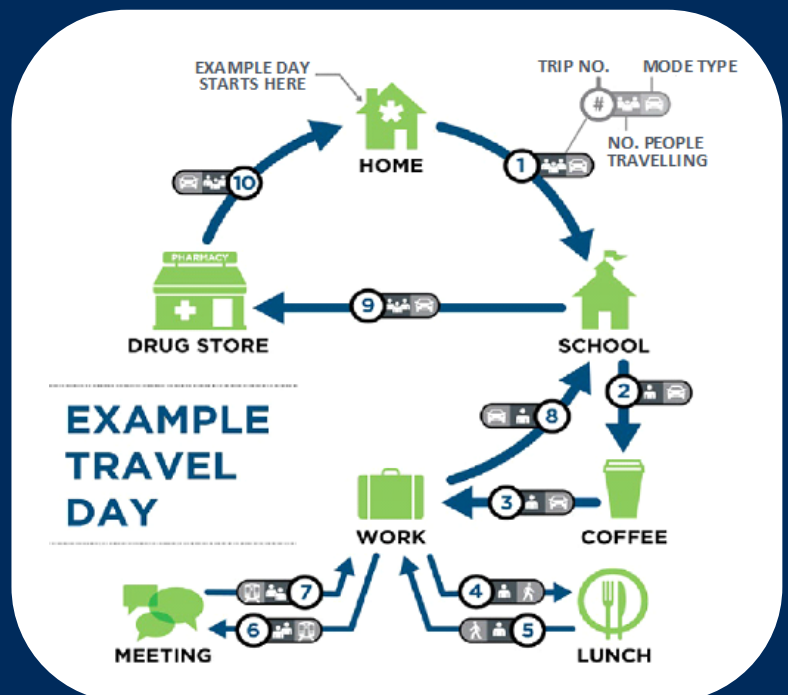 EXAMPLE DAY
STARTS HERE
TRIP NO.
MODE TYPE
#
NO. PEOPLE
TRAVELLING
HOME
1
10
PHARMACY
DRUG STORE
9
SCHOOL
2
8
EXAMPLE
TRAVEL
DAY
WORK
3
COFFEE
7
4
6
5
MEETING
LUNCH